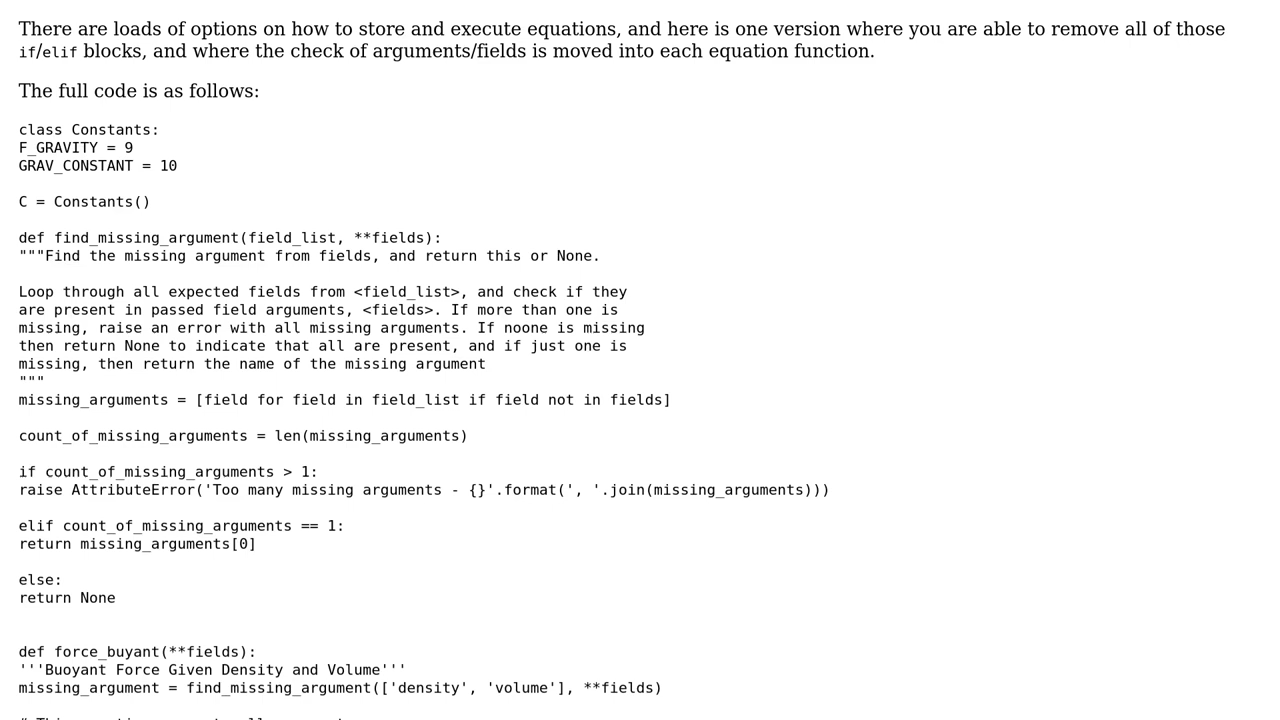 There are loads of options on how to store and execute equations, and here is one version where you are able to remove all of those
if/elif blocks, and where the check of arguments/fields is moved into each equation function.
The full code is as follows:
class Constants:
F_GRAVITY = 9
GRAV_CONSTANT = 10
C = Constants()
def find_missing_argument(field_list, **fields):
"""Find the missing argument from fields, and return this or None.
Loop through all expected fields from <field_list>, and check if they
are present in passed field arguments, <fields>. If more than one is
missing, raise an error with all missing arguments. If noone is missing
then return None to indicate that all are present, and if just one is
missing, then return the name of the missing argument
"""
missing_arguments = [field for field in field_list if field not in fields]
count_of_missing_arguments = len(missing_arguments)
if count_of_missing_arguments > 1:
raise AttributeError('Too many missing arguments - {}'.format(', '.join(missing_arguments)))
elif count_of_missing_arguments == 1:
return missing_arguments[0]
else:
return None
def force_buyant(**fields):
'''Buoyant Force Given Density and Volume'''
missing_argument = find_missing_argument(['density', 'volume'], **fields)